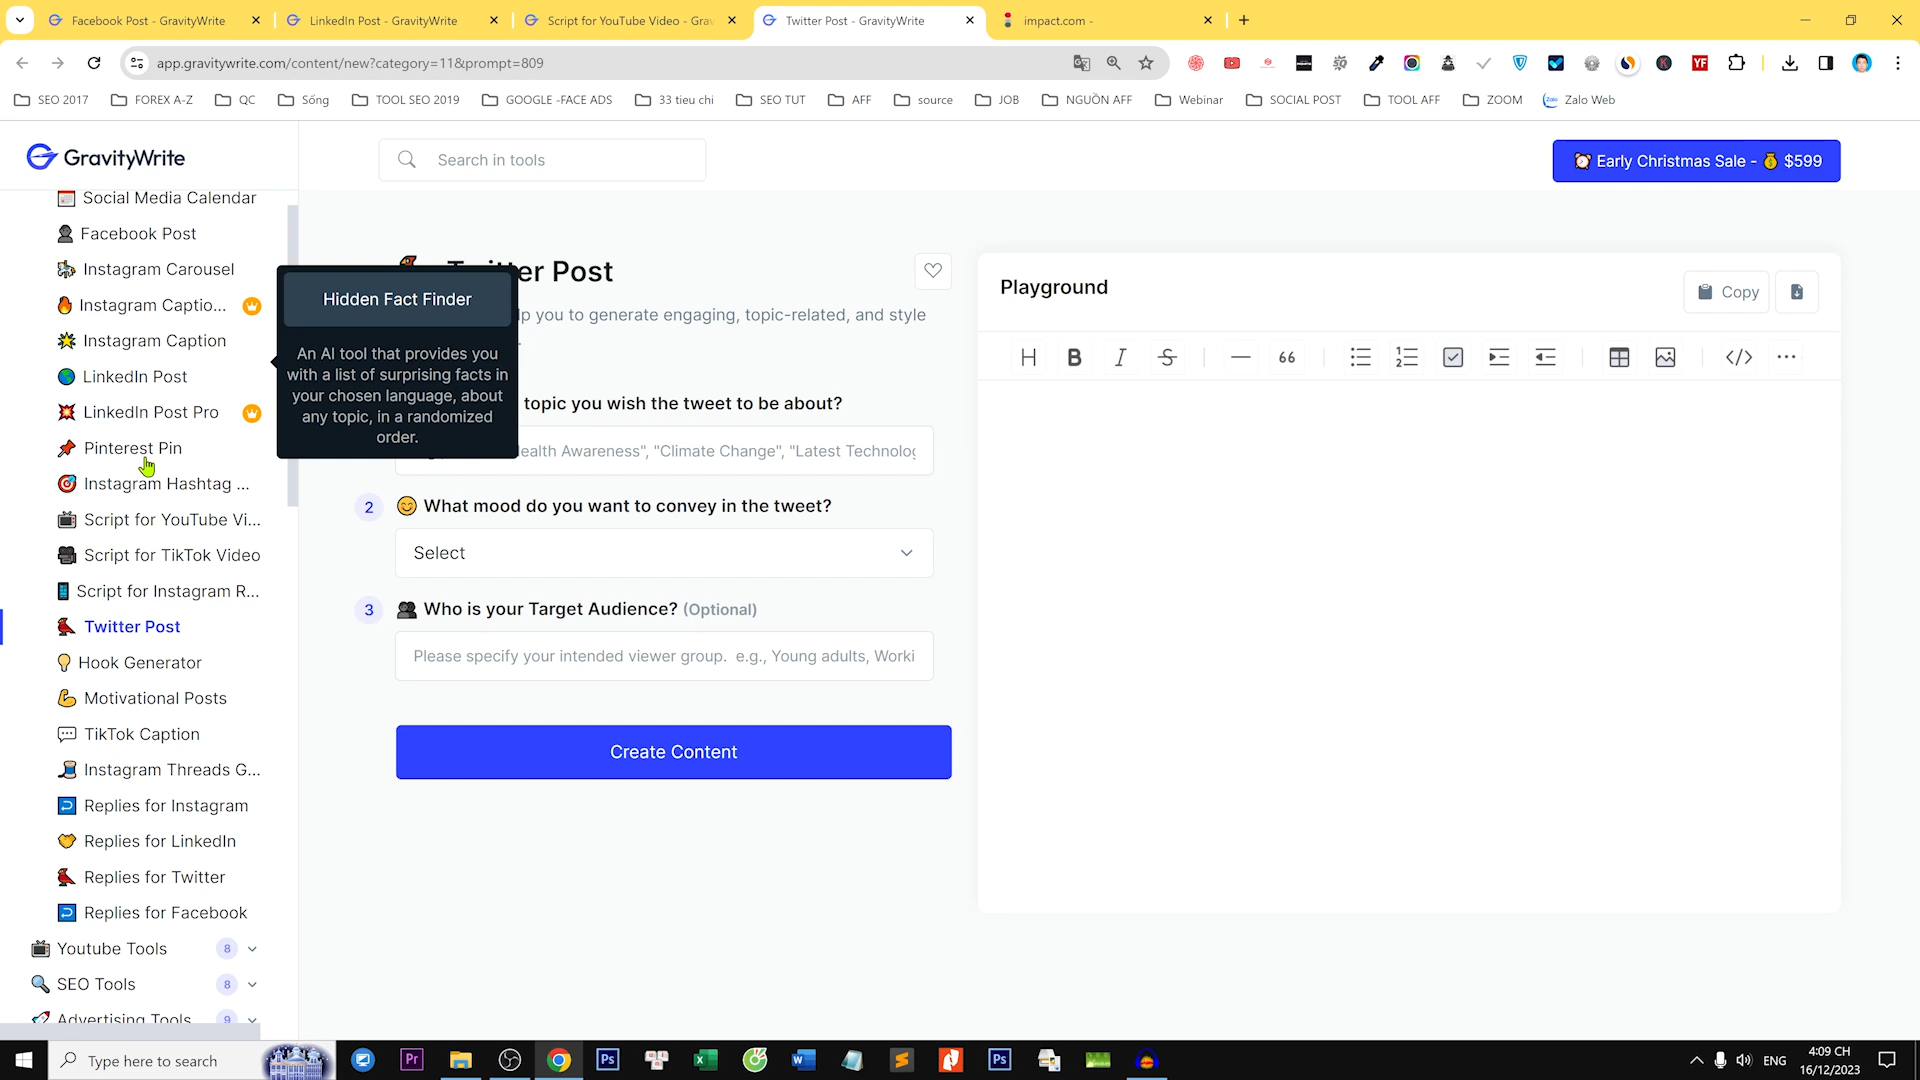 Facebook Post - GravityWrite
LinkedIn Post - GravityWrite
Script for YouTube Video - Grav
Twitter Post - GravityWrite
impact.com -
app.gravitywrite.com/content/new?category=11&prompt=809
SEO 2017
FOREX A-Z
QC
Sống
TOOL SEO 2019
GOOGLE -FACE ADS
33 tieu chi
SEO TUT
AFF
source
JOB
NGUỒN AFF
Webinar
SOCIAL POST
TOOL AFF
ZOOM
Zalo Web
GravityWrite
Search in tools
Early Christmas Sale - $599
Social Media Calendar
Facebook Post
Instagram Carousel
Instagram Captio...
Instagram Caption
LinkedIn Post
LinkedIn Post Pro
Pinterest Pin
Instagram Hashtag ...
Script for YouTube Vi...
Script for TikTok Video
Script for Instagram R...
Twitter Post
Hook Generator
Motivational Posts
TikTok Caption
Instagram Threads G...
Replies for Instagram
Replies for LinkedIn
Replies for Twitter
Replies for Facebook
Youtube Tools 8
SEO Tools 8
Advertising Tools 9
Hidden Fact Finder
An AI tool that provides you
with a list of surprising facts in
your chosen language, about
any topic, in a randomized
order.
Twitter Post
you to generate engaging, topic-related, and style
topic you wish the tweet to be about?
ealth Awareness", "Climate Change", "Latest Technolog
2 What mood do you want to convey in the tweet?
Select
3 Who is your Target Audience? (Optional)
Please specify your intended viewer group. e.g., Young adults, Worki
Create Content
Playground
Copy
H B I S 66
Type here to search
ENG
4:09 CH
16/12/2023